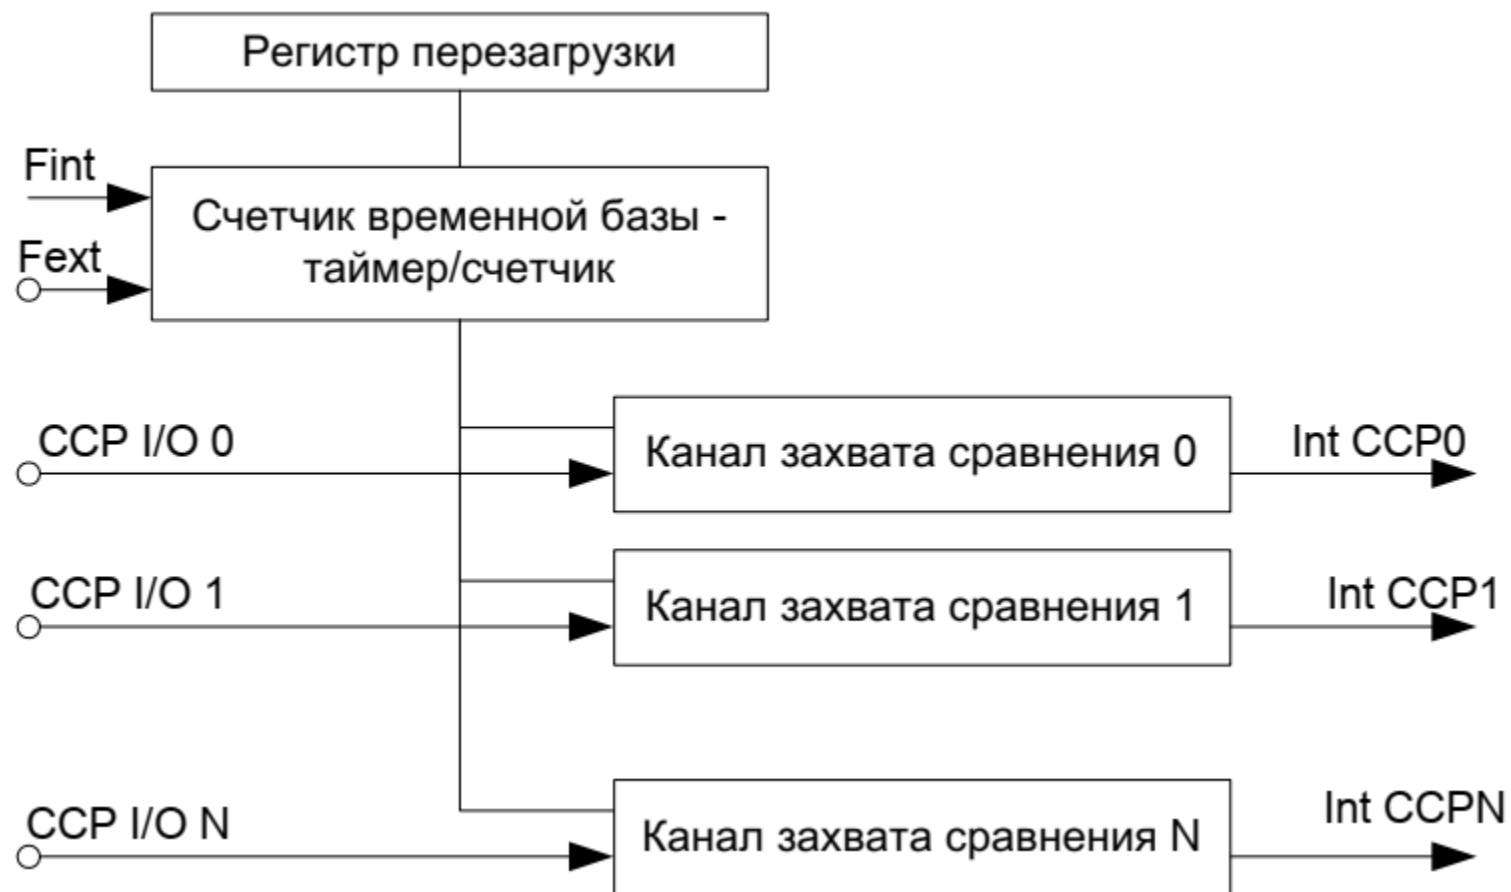 Регистр перезагрузки
Fint
Счетчик временной базы -
таймер/счетчик
Fext
CCP I/O 0
Канал захвата сравнения 0
Int CCP0
CCP I/O 1
Канал захвата сравнения 1
Int CCP1
CCP I/O N
Канал захвата сравнения N
Int CCPN